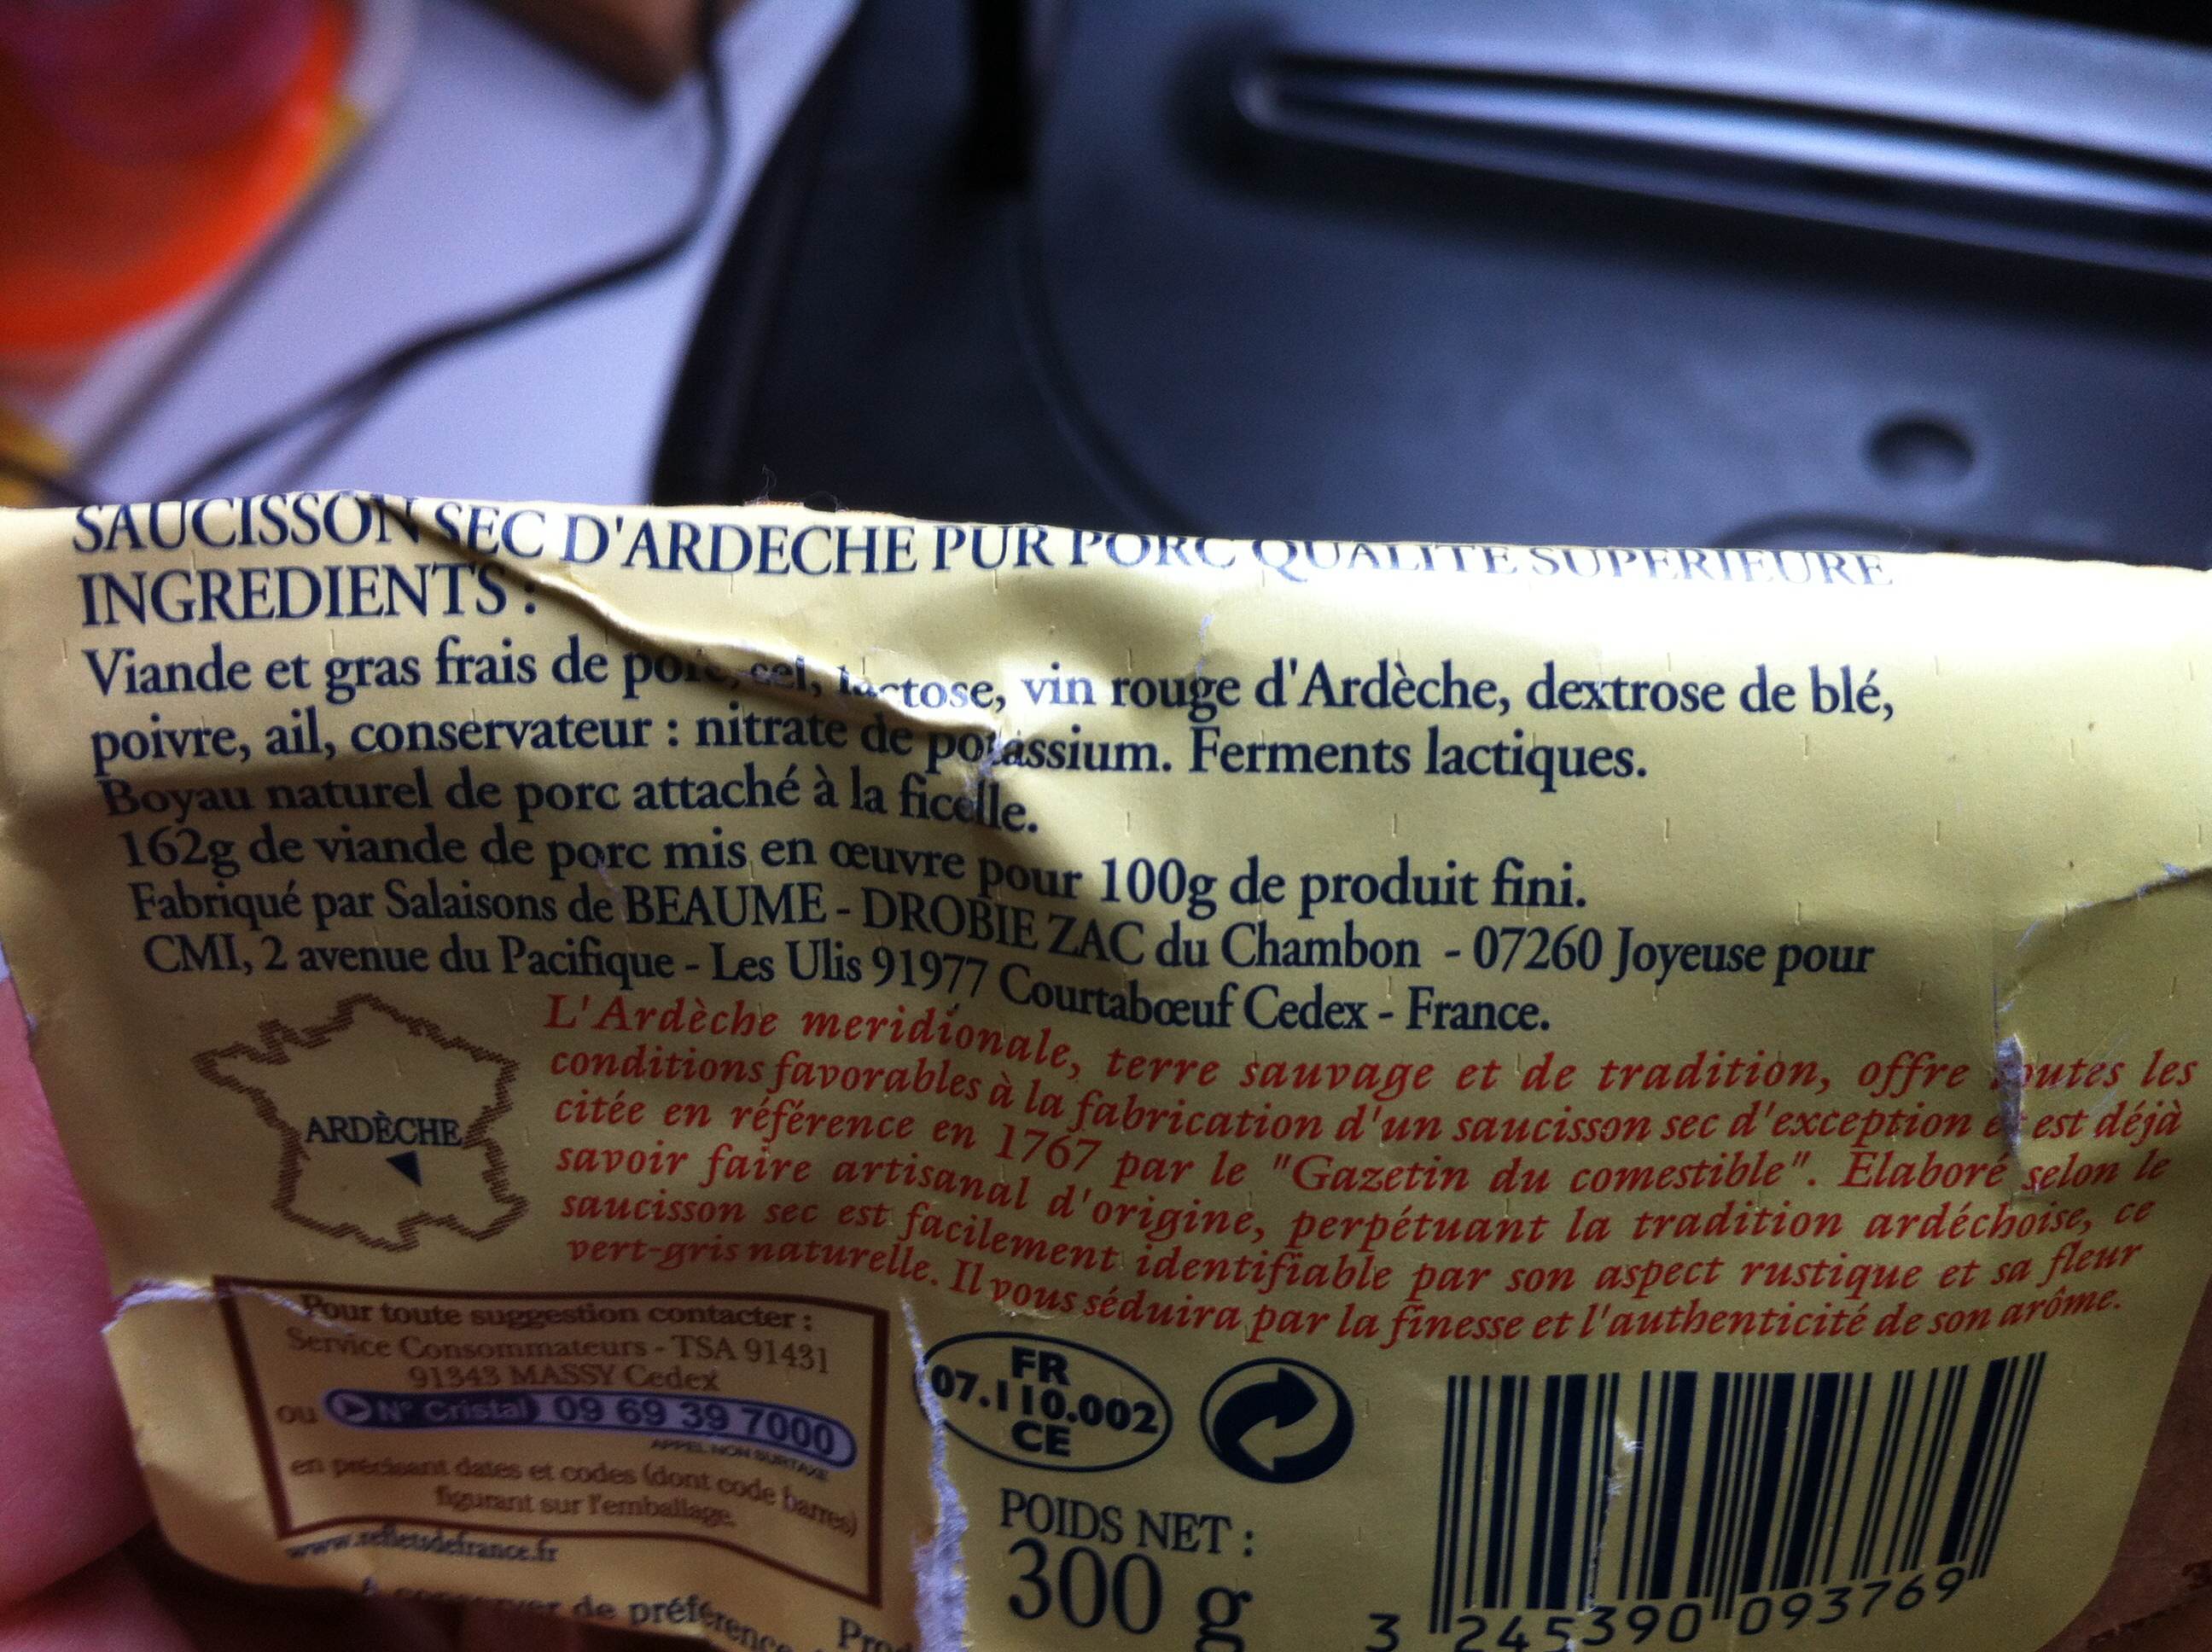 SAUCISSON SEC D'ARDECHE PUR PORC QUALITE SUPERIEURE
INGREDIENTS :
Viande et gras frais de porc, sel, lactose, vin rouge d'Ardèche, dextrose de blé,
poivre, ail, conservateur : nitrate de potassium. Ferments lactiques.
Boyau naturel de porc attaché à la ficelle.
162g de viande de porc mis en œuvre pour 100g de produit fini.
Fabriqué par Salaisons de BEAUME - DROBIE ZAC du Chambon - 07260 Joyeuse pour
CMI, 2 avenue du Pacifique - Les Ulis 91977 Courtabœuf Cedex - France.
ARDÈCHE
L'Ardèche meridionale, terre sauvage et de tradition, offre toutes les
conditions favorables à la fabrication d'un saucisson sec d'exception et est déjà
citée en référence en 1767 par le "Gazetin du comestible". Elaboré selon le
savoir faire artisanal d'origine, perpétuant la tradition ardéchoise, ce
saucisson sec est facilement identifiable par son aspect rustique et sa fleur
vert-gris naturelle. Il vous séduira par la finesse et l'authenticité de son arôme.
Pour toute suggestion contacter :
Service Consommateurs - TSA 91431
91343 MASSY Cedex
ou N° Cristal 09 69 39 7000
APPEL NON SURTAXE
en précisant dates et codes (dont code barres)
figurant sur l'emballage.
www.refletsdefrance.fr
de préférence
FR
07.110.002
CE
POIDS NET :
300 g
3 245390 093769